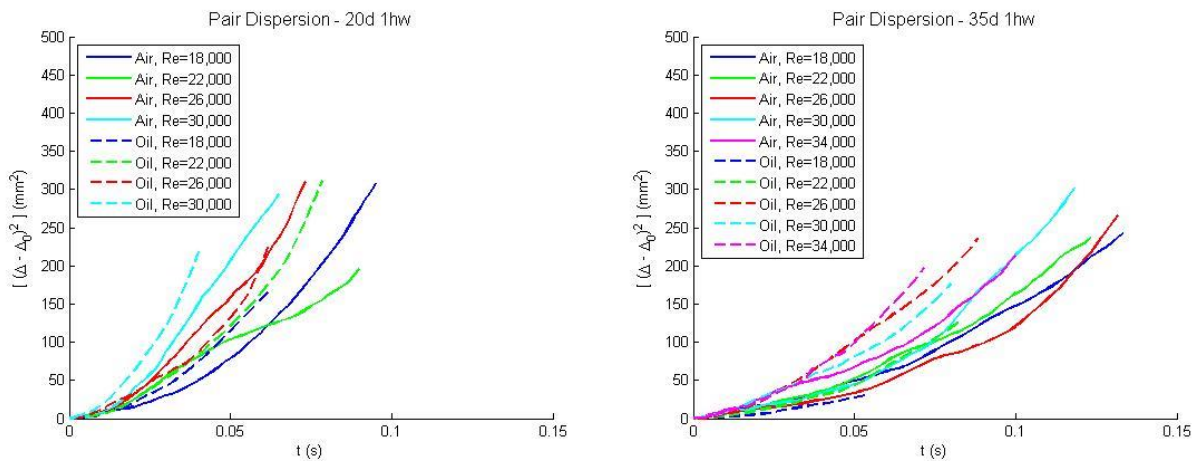 Pair Dispersion - 20d 1hw
[ (Δ - Δ₀)² ] (mm²)
500
450
400
350
300
250
200
150
100
50
0
Air, Re=18,000
Air, Re=22,000
Air, Re=26,000
Air, Re=30,000
Oil, Re=18,000
Oil, Re=22,000
Oil, Re=26,000
Oil, Re=30,000
0
0.05
0.1
0.15
t (s)
Pair Dispersion - 35d 1hw
[ (Δ - Δ₀)² ] (mm²)
500
450
400
350
300
250
200
150
100
50
0
Air, Re=18,000
Air, Re=22,000
Air, Re=26,000
Air, Re=30,000
Air, Re=34,000
Oil, Re=18,000
Oil, Re=22,000
Oil, Re=26,000
Oil, Re=30,000
Oil, Re=34,000
0
0.05
0.1
0.15
t (s)